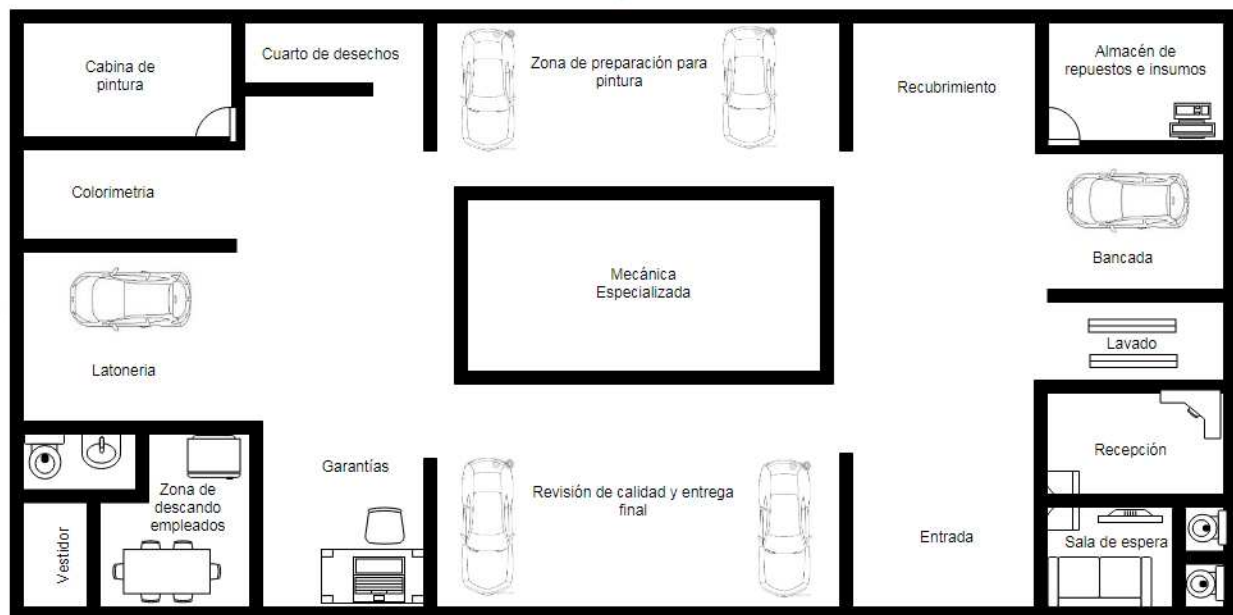 Cabina de
pintura
Cuarto de desechos
Zona de preparación para
pintura
Recubrimiento
Almacén de
repuestos e insumos
Colorimetria
Mecánica
Especializada
Bancada
Latoneria
Lavado
Garantías
Revisión de calidad y entrega
final
Recepción
Zona de
descando
empleados
Vestidor
Entrada
Sala de espera